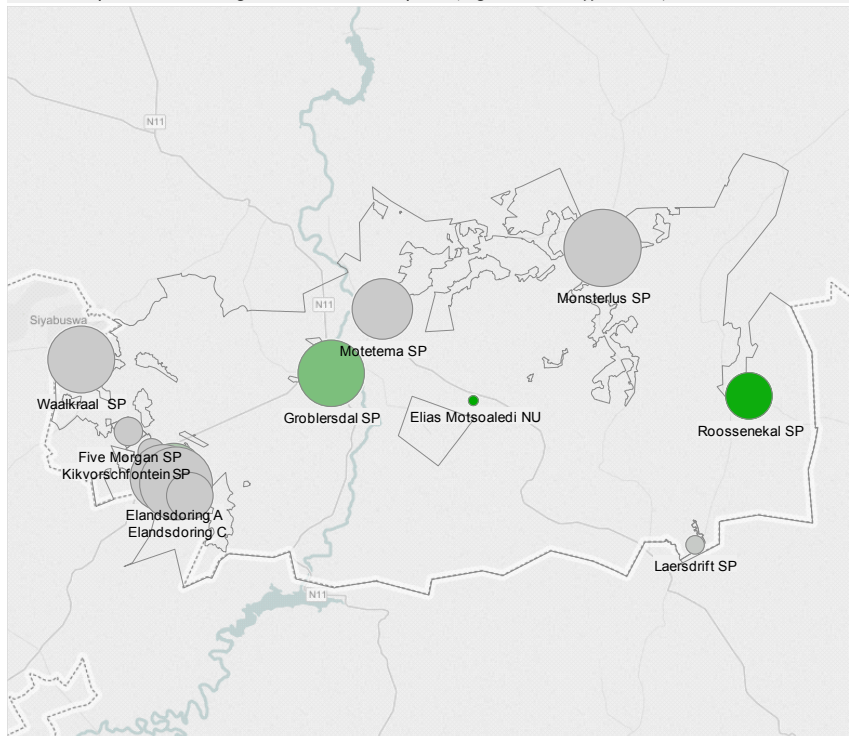 N11
N11
Monsterlus SP
Siyabuswa
Motetema SP
Waalkraal SP
Groblersdal SP
Elias Motsoaledi NU
Roossenekal SP
Five Morgan SP
Kikvorschfontein SP
Elandsdoring A
Elandsdoring C
Laersdrift SP
N11